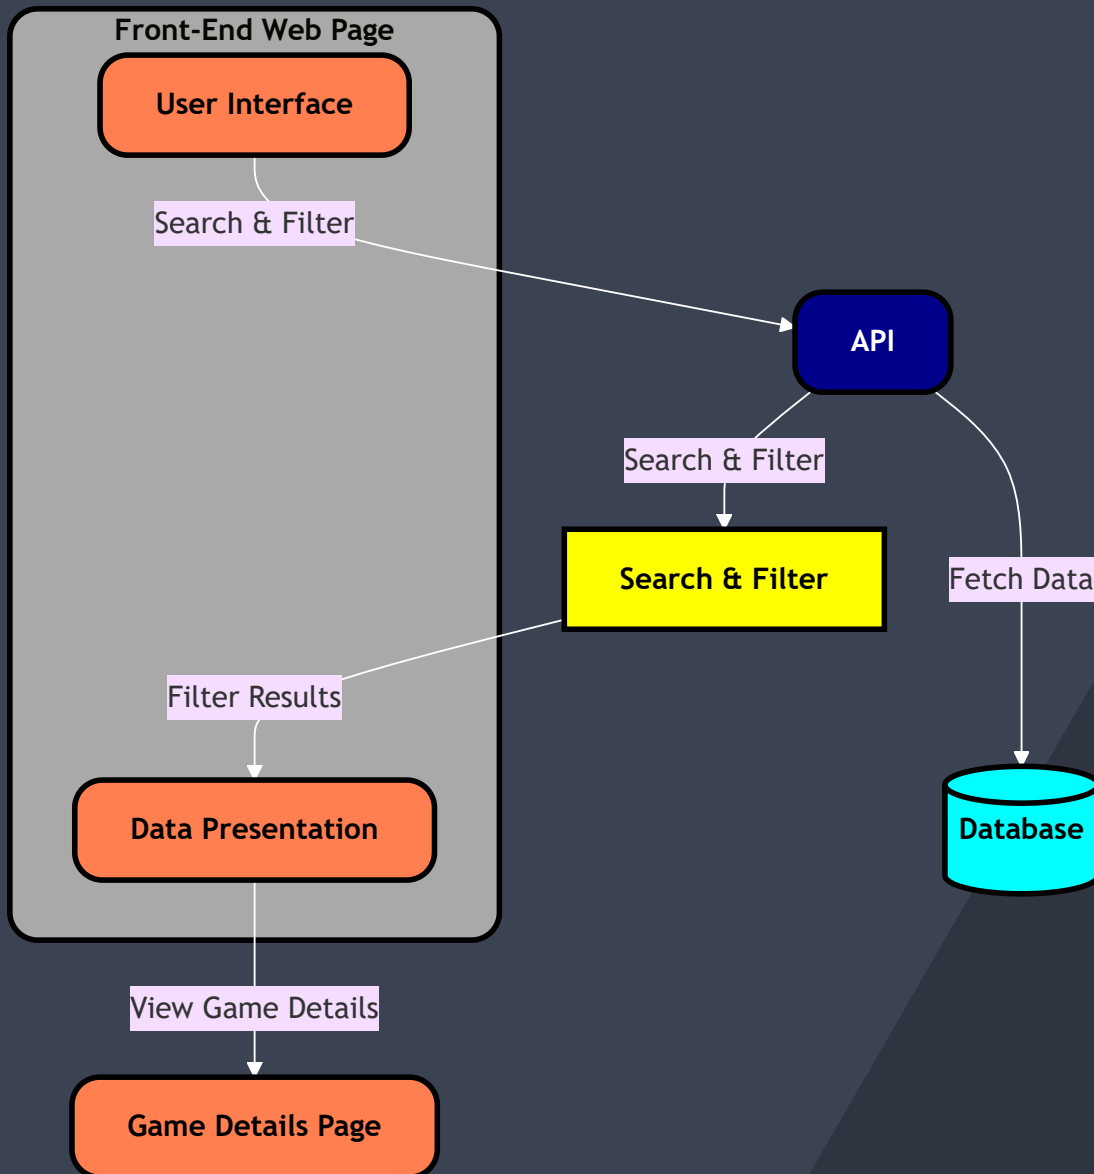 Front-End Web Page
User Interface
Search & Filter
API
Search & Filter
Search & Filter
Fetch Data
Filter Results
Data Presentation
Database
View Game Details
Game Details Page